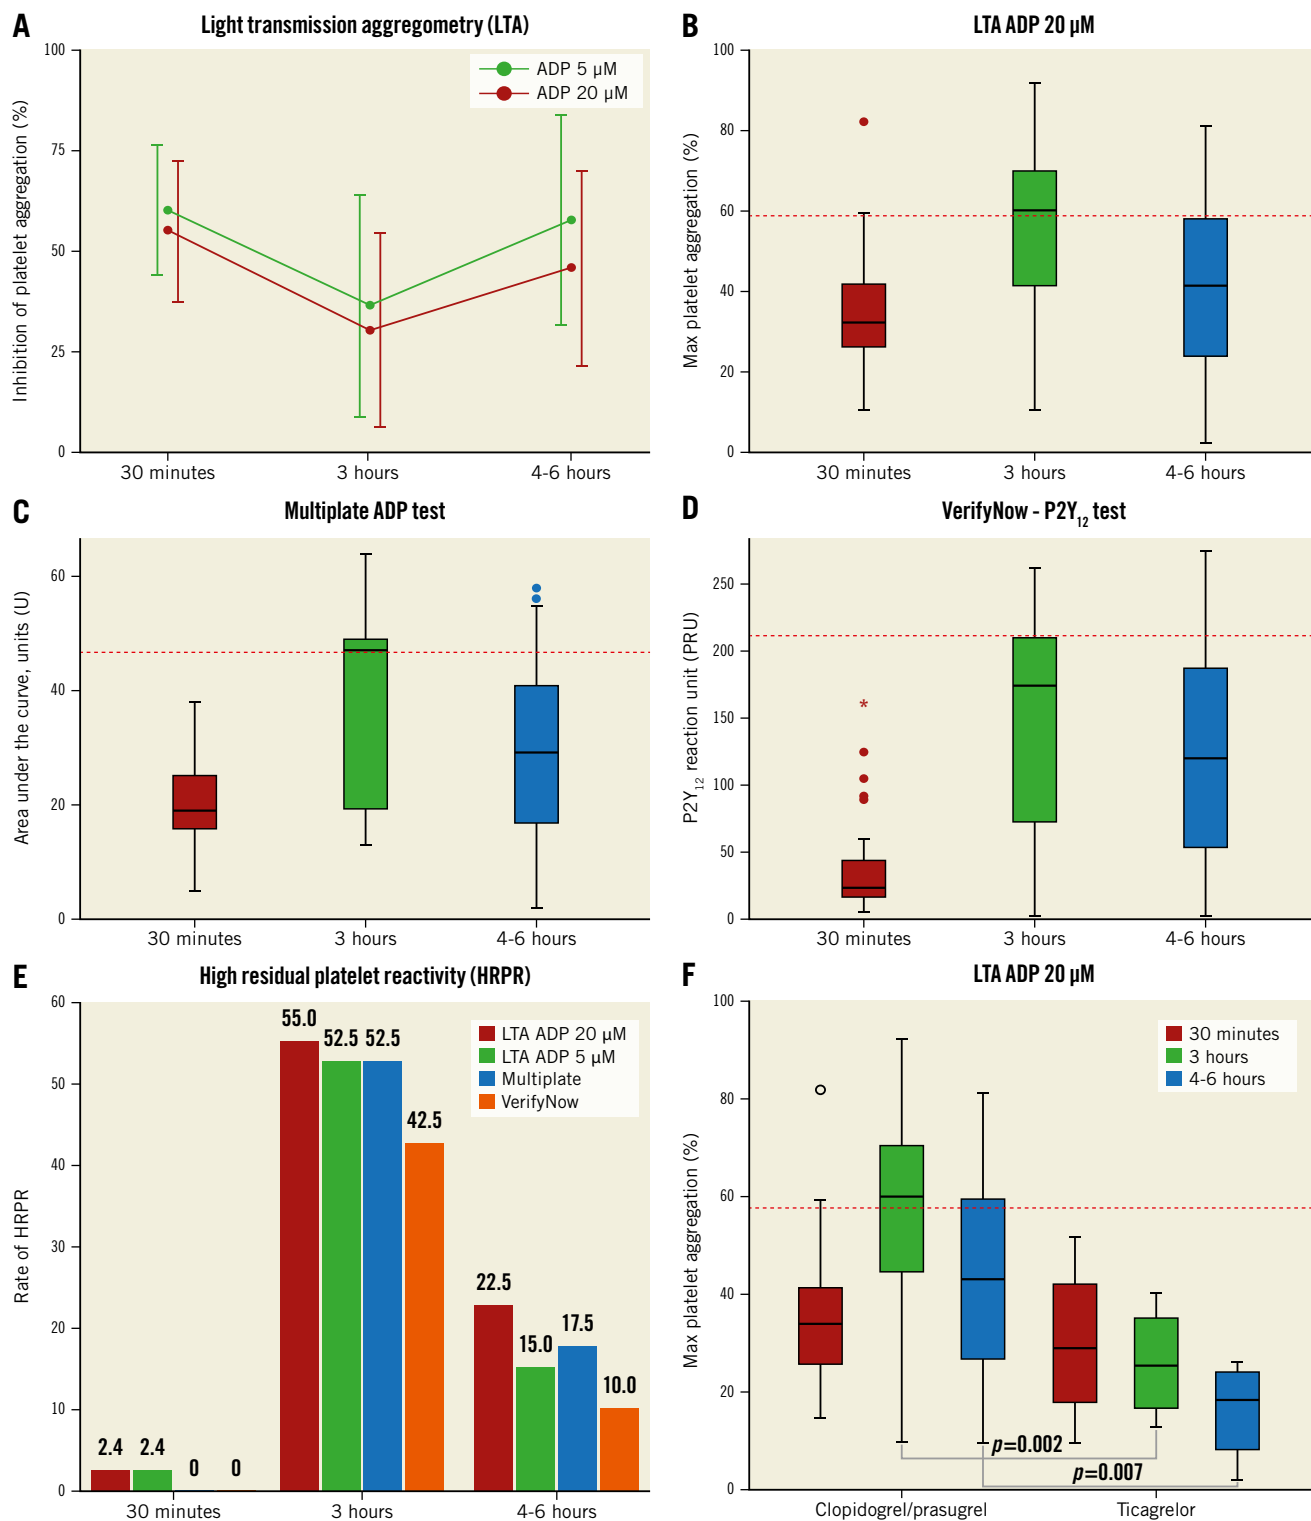 A
Light transmission aggregometry (LTA)
Inhibition of platelet aggregation (%)
100
75
50
25
0
ADP 5 µM
ADP 20 µM
30 minutes
3 hours
4-6 hours
B
LTA ADP 20 µM
Max platelet aggregation (%)
100
80
60
40
20
0
30 minutes
3 hours
4-6 hours
C
Multiplate ADP test
Area under the curve, units (U)
60
40
20
0
30 minutes
3 hours
4-6 hours
D
VerifyNow - P2Y₁₂ test
P2Y₁₂ reaction unit (PRU)
250
200
150
100
50
0
*
30 minutes
3 hours
4-6 hours
E
High residual platelet reactivity (HRPR)
Rate of HRPR
60
50
40
30
20
10
0
LTA ADP 20 µM
LTA ADP 5 µM
Multiplate
VerifyNow
2.4
2.4
0
0
55.0
52.5
52.5
42.5
22.5
15.0
17.5
10.0
30 minutes
3 hours
4-6 hours
F
LTA ADP 20 µM
Max platelet aggregation (%)
100
80
60
40
20
0
30 minutes
3 hours
4-6 hours
p=0.002
p=0.007
Clopidogrel/prasugrel
Ticagrelor